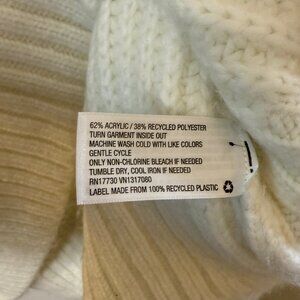 62% ACRYLIC / 38% RECYCLED POLYESTER
TURN GARMENT INSIDE OUT
MACHINE WASH COLD WITH LIKE COLORS
GENTLE CYCLE
ONLY NON-CHLORINE BLEACH IF NEEDED
TUMBLE DRY, COOL IRON IF NEEDED
RN17730 VN1317060
LABEL MADE FROM 100% RECYCLED PLASTIC